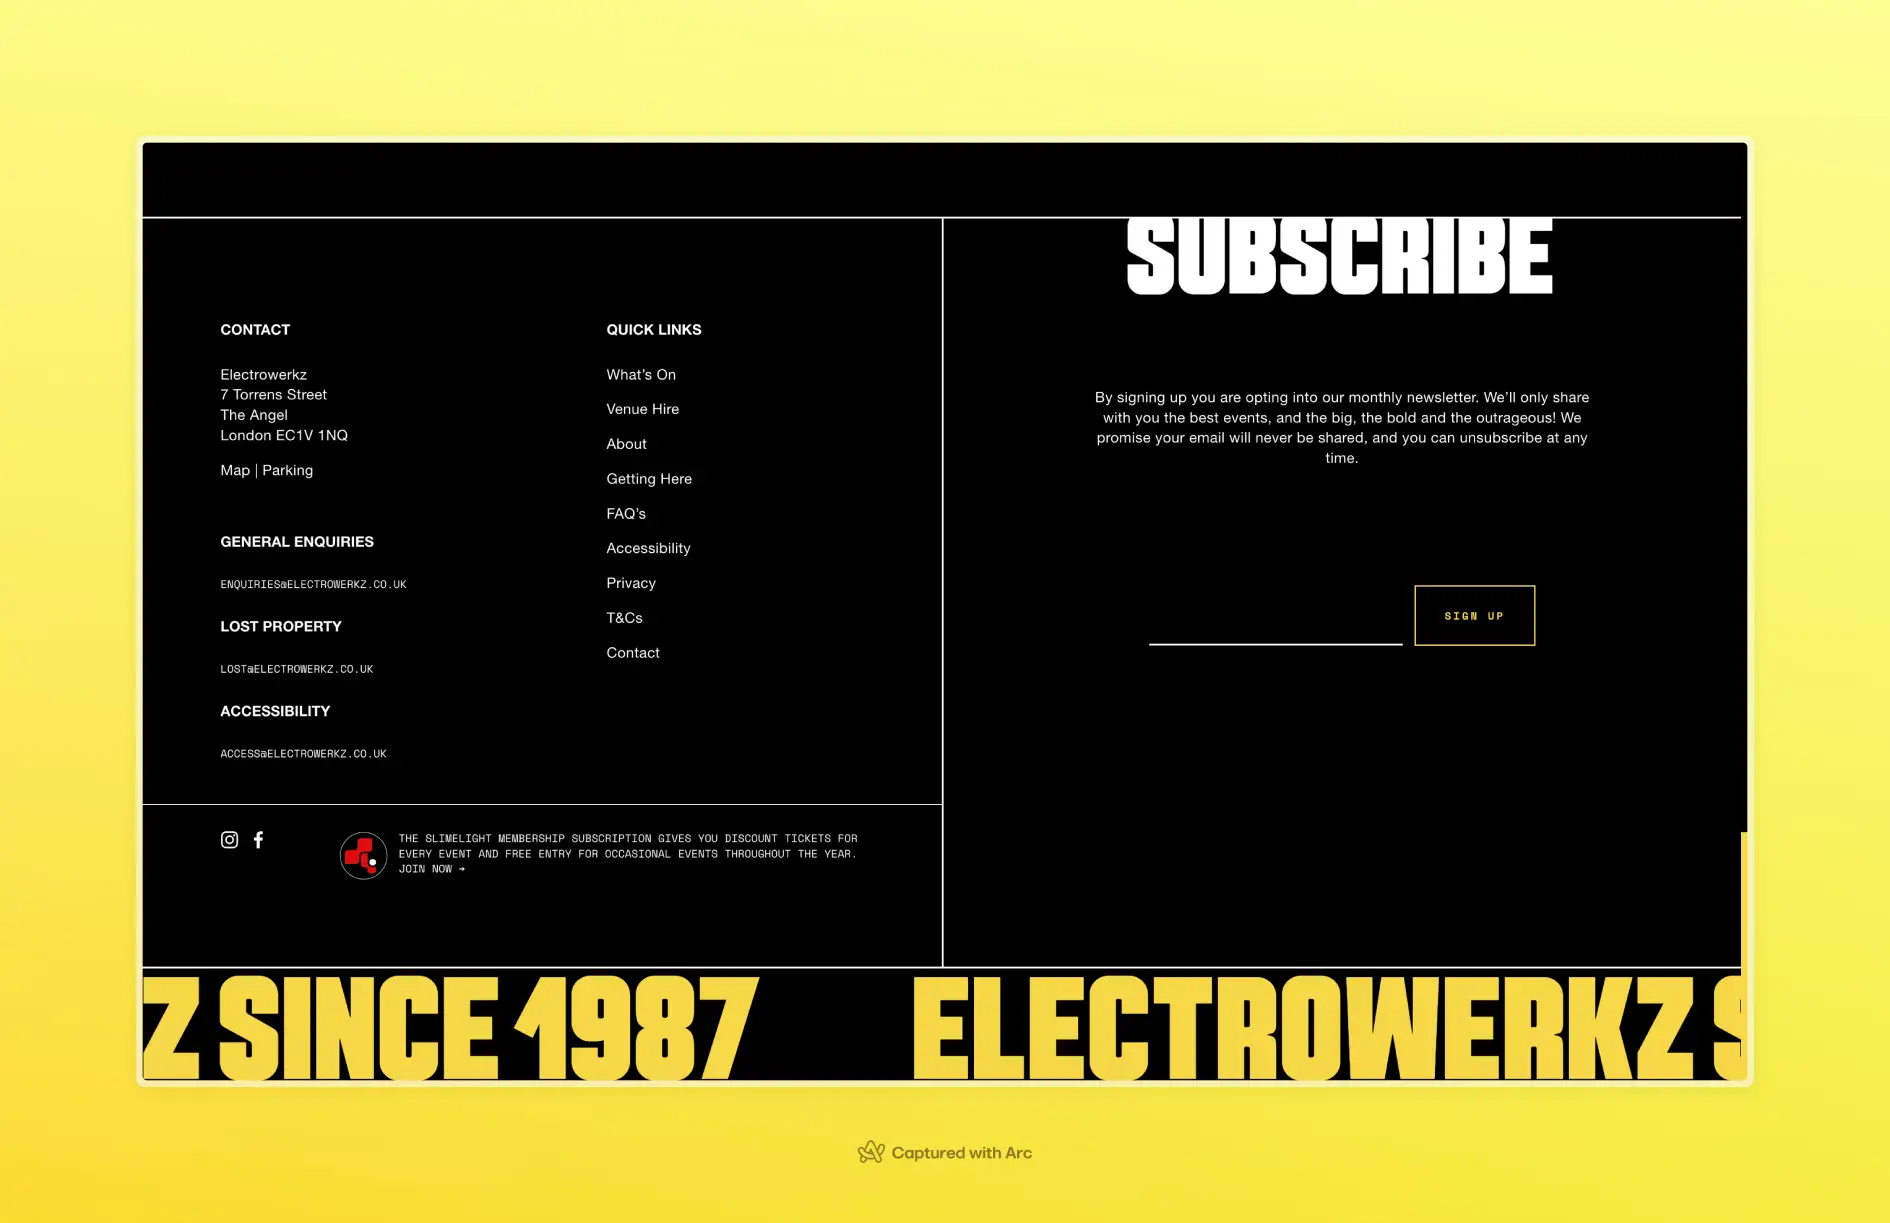 SUBSCRIBE
CONTACT
Electrowerkz
7 Torrens Street
The Angel
London EC1V 1NQ
Map | Parking
GENERAL ENQUIRIES
ENQUIRIES@ELECTROWERKZ.CO.UK
LOST PROPERTY
LOST@ELECTROWERKZ.CO.UK
ACCESSIBILITY
ACCESS@ELECTROWERKZ.CO.UK
QUICK LINKS
What's On
Venue Hire
About
Getting Here
FAQ's
Accessibility
Privacy
T&Cs
Contact
By signing up you are opting into our monthly newsletter. We'll only share
with you the best events, and the big, the bold and the outrageous! We
promise your email will never be shared, and you can unsubscribe at any
time.
SIGN UP
THE SLIMELIGHT MEMBERSHIP SUBSCRIPTION GIVES YOU DISCOUNT TICKETS FOR
EVERY EVENT AND FREE ENTRY FOR OCCASIONAL EVENTS THROUGHOUT THE YEAR.
JOIN NOW →
Z SINCE 1987 ELECTROWERKZ S
Captured with Arc